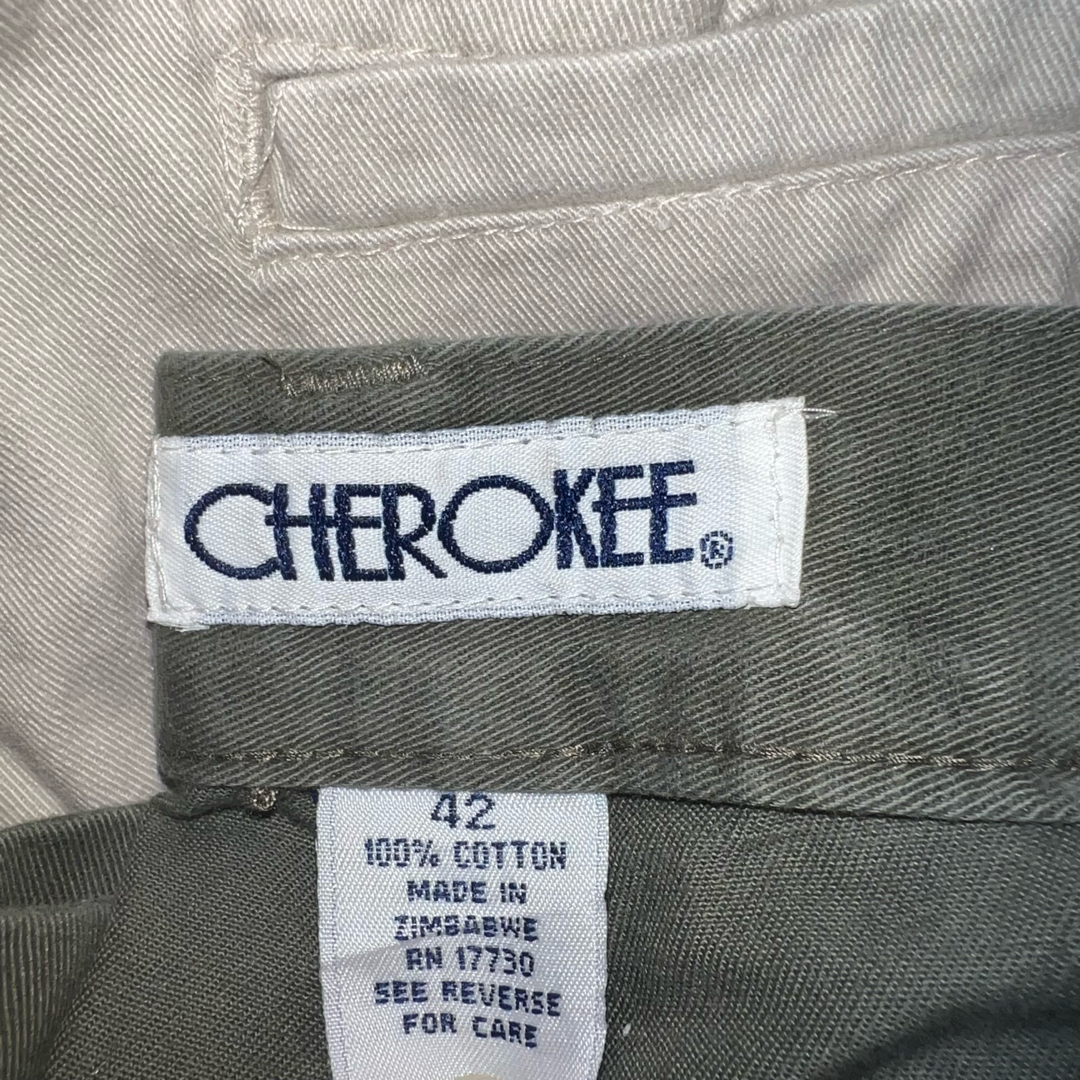 CHEROKEE®
42
100% COTTON
MADE IN
ZIMBABWE
RN 17730
SEE REVERSE
FOR CARE